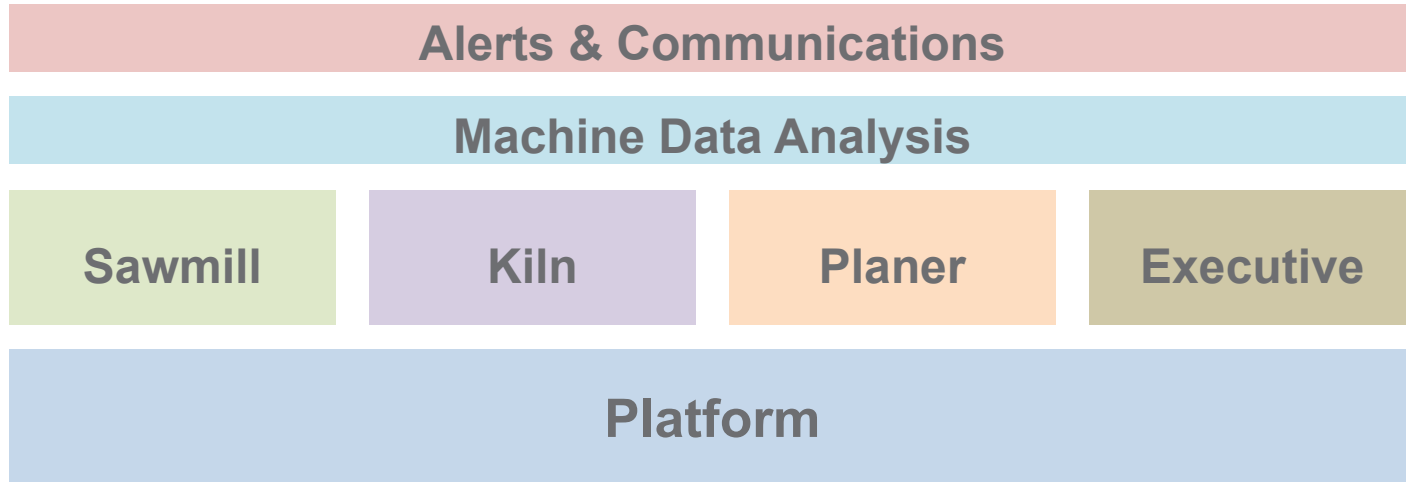 Alerts & Communications
Machine Data Analysis
Sawmill
Kiln
Planer
Executive
Platform